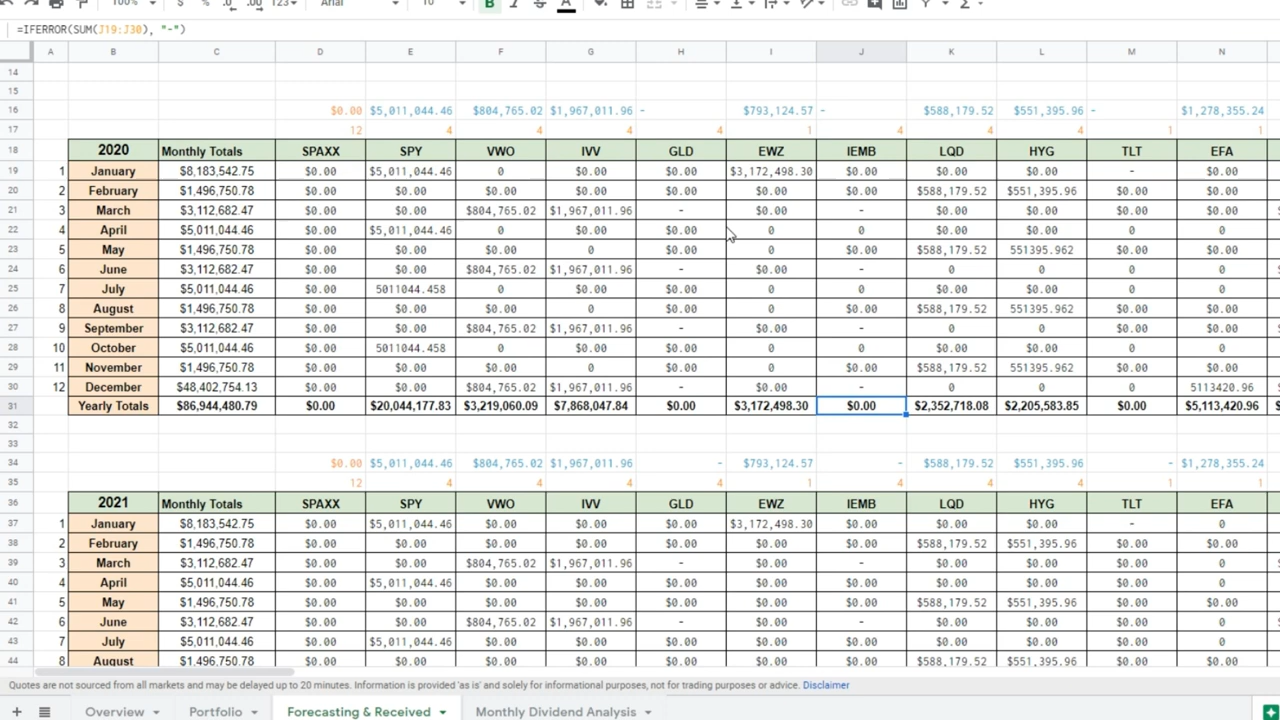 100% $ % .0 .00 123 Arial 10 B I S A
=IFERROR(SUM(J19:J30), "-")
A B C D E F G H I J K L M N
14
15
16 $0.00 $5,011,044.46 $804,765.02 $1,967,011.96 - $793,124.57 - $588,179.52 $551,395.96 - $1,278,355.24
17 12 4 4 4 4 1 4 4 4 1 1
18 2020 Monthly Totals SPAXX SPY VWO IVV GLD EWZ IEMB LQD HYG TLT EFA
19 1 January $8,183,542.75 $0.00 $5,011,044.46 0 $0.00 $0.00 $3,172,498.30 $0.00 $0.00 $0.00 - $0.00
20 2 February $1,496,750.78 $0.00 $0.00 $0.00 $0.00 $0.00 $0.00 $0.00 $588,179.52 $551,395.96 $0.00 $0.00
21 3 March $3,112,682.47 $0.00 $0.00 $804,765.02 $1,967,011.96 - $0.00 - $0.00 $0.00 $0.00 $0.00
22 4 April $5,011,044.46 $0.00 $5,011,044.46 0 $0.00 $0.00 0 0 $0.00 $0.00 0 0
23 5 May $1,496,750.78 $0.00 $0.00 $0.00 0 $0.00 0 $0.00 $588,179.52 551395.962 $0.00 $0.00
24 6 June $3,112,682.47 $0.00 $0.00 $804,765.02 $1,967,011.96 - $0.00 - 0 0 0 0
25 7 July $5,011,044.46 $0.00 5011044.458 0 $0.00 $0.00 0 0 $0.00 $0.00 0 0
26 8 August $1,496,750.78 $0.00 $0.00 $0.00 0 $0.00 0 $0.00 $588,179.52 551395.962 $0.00 $0.00
27 9 September $3,112,682.47 $0.00 $0.00 $804,765.02 $1,967,011.96 - $0.00 - 0 0 0 0
28 10 October $5,011,044.46 $0.00 5011044.458 0 $0.00 $0.00 0 0 $0.00 $0.00 0 0
29 11 November $1,496,750.78 $0.00 $0.00 $0.00 $0.00 $0.00 $0.00 $0.00 $588,179.52 551395.962 $0.00 $0.00
30 12 December $48,402,754.13 $0.00 $0.00 $804,765.02 $1,967,011.96 - $0.00 - 0 0 0 5113420.96
31 Yearly Totals $86,944,480.79 $0.00 $20,044,177.83 $3,219,060.09 $7,868,047.84 $0.00 $3,172,498.30 $0.00 $2,352,718.08 $2,205,583.85 $0.00 $5,113,420.96
32
33
34 $0.00 $5,011,044.46 $804,765.02 $1,967,011.96 - $793,124.57 - $588,179.52 $551,395.96 - $1,278,355.24
35 12 4 4 4 4 1 4 4 4 1 1
36 2021 Monthly Totals SPAXX SPY VWO IVV GLD EWZ IEMB LQD HYG TLT EFA
37 1 January $8,183,542.75 $0.00 $5,011,044.46 $0.00 $0.00 $0.00 $3,172,498.30 $0.00 $0.00 $0.00 - 0
38 2 February $1,496,750.78 $0.00 $0.00 $0.00 $0.00 $0.00 $0.00 $0.00 $588,179.52 $551,395.96 $0.00 0
39 3 March $3,112,682.47 $0.00 $0.00 $804,765.02 $1,967,011.96 - $0.00 - $0.00 $0.00 $0.00 0
40 4 April $5,011,044.46 $0.00 $5,011,044.46 $0.00 $0.00 $0.00 $0.00 $0.00 $0.00 $0.00 $0.00 0
41 5 May $1,496,750.78 $0.00 $0.00 $0.00 $0.00 $0.00 $0.00 $0.00 $588,179.52 $551,395.96 $0.00 0
42 6 June $3,112,682.47 $0.00 $0.00 $804,765.02 $1,967,011.96 - $0.00 - $0.00 $0.00 $0.00 0
43 7 July $5,011,044.46 $0.00 $5,011,044.46 $0.00 $0.00 $0.00 $0.00 $0.00 $0.00 $0.00 $0.00 0
44 8 August $1,496,750.78 $0.00 $0.00 $0.00 $0.00 $0.00 $0.00 $0.00 $588,179.52 $551,395.96 $0.00 0
Quotes are not sourced from all markets and may be delayed up to 20 minutes. Information is provided 'as is' and solely for informational purposes, not for trading purposes or advice. Disclaimer
Overview Portfolio Forecasting & Received Monthly Dividend Analysis